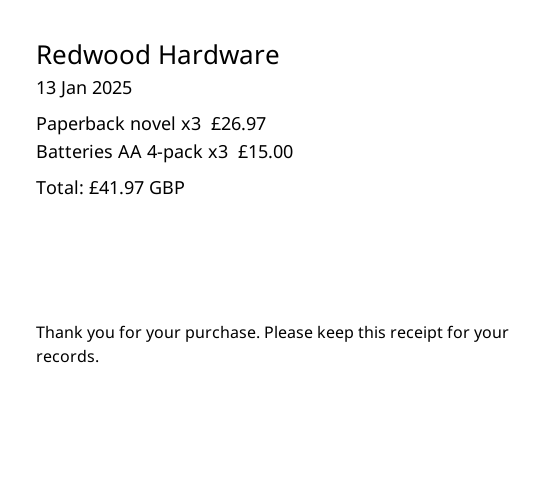 Redwood Hardware
13 Jan 2025
Paperback novel x3  £26.97
Batteries AA 4-pack x3  £15.00
Total: £41.97 GBP
Thank you for your purchase. Please keep this receipt for your
records.